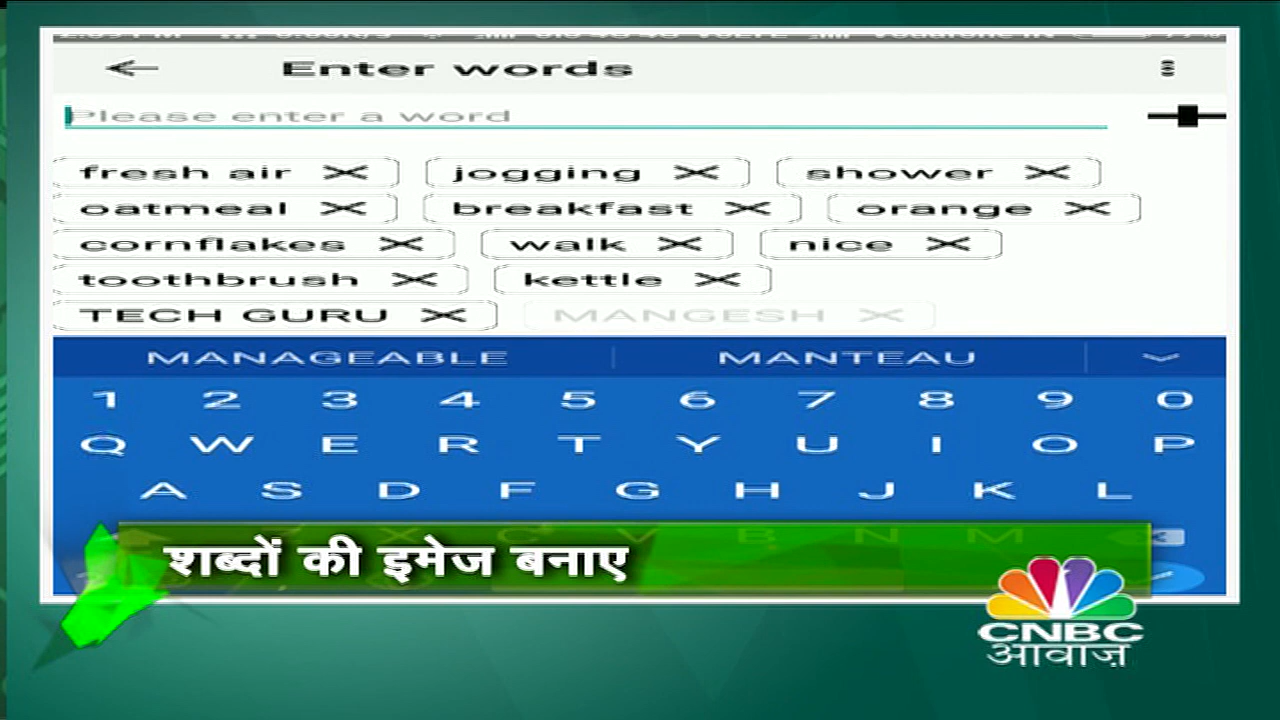 Enter words
Please enter a word
fresh air jogging shower
oatmeal breakfast orange
cornflakes walk nice
toothbrush kettle
TECH GURU MANGESH
MANAGEABLE MANTEAU
1 2 3 4 5 6 7 8 9 0
Q W E R T Y U I O P
A S D F G H J K L
Z X C V B N M
शब्दों की इमेज बनाए
CNBC
आवाज़